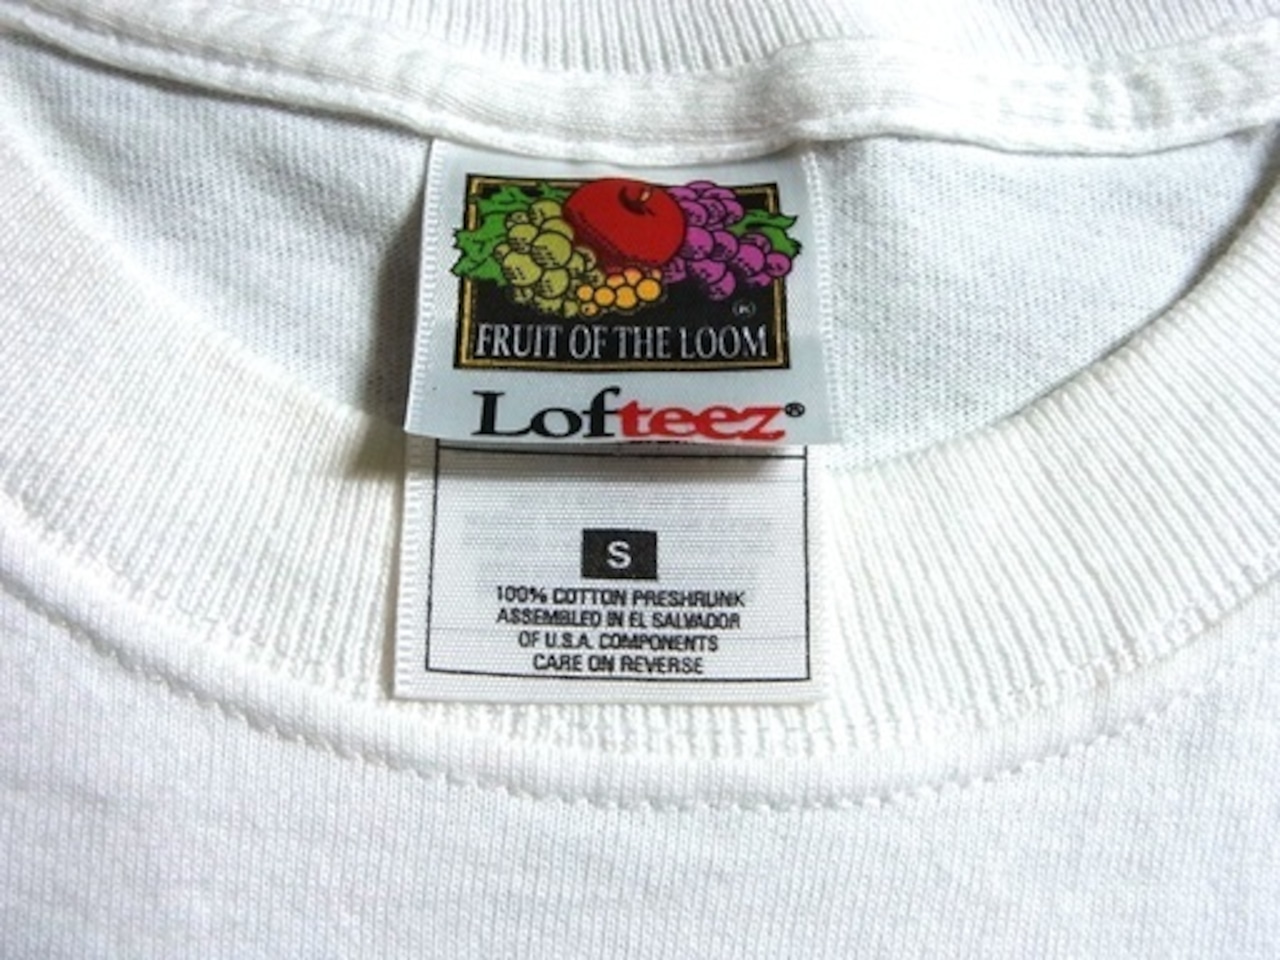 FRUIT OF THE LOOM
Lofteez®
S
100% COTTON PRESHRUNK
ASSEMBLED IN EL SALVADOR
OF U.S.A. COMPONENTS
CARE ON REVERSE